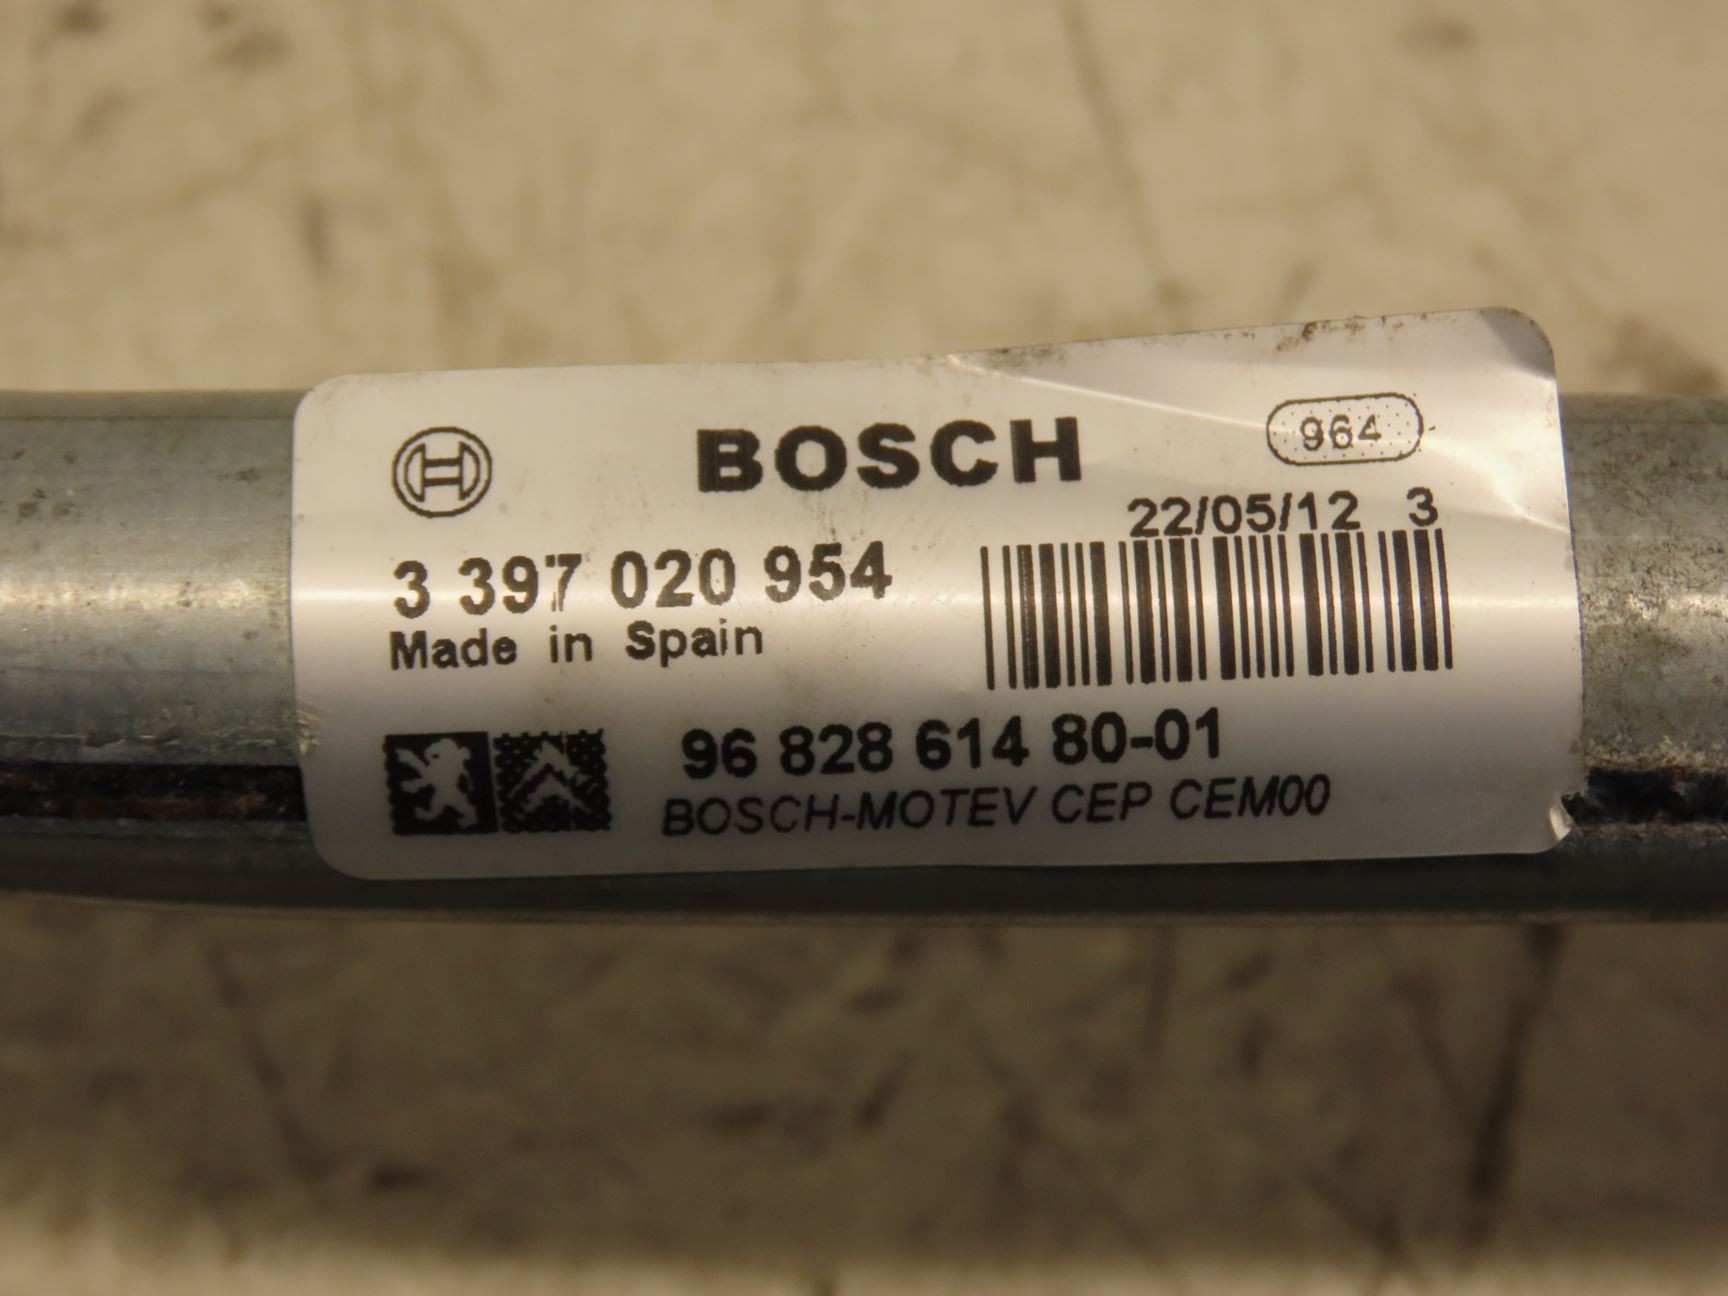 BOSCH
964
22/05/12 3
3 397 020 954
Made in Spain
96 828 614 80-01
BOSCH-MOTEV CEP CEM00